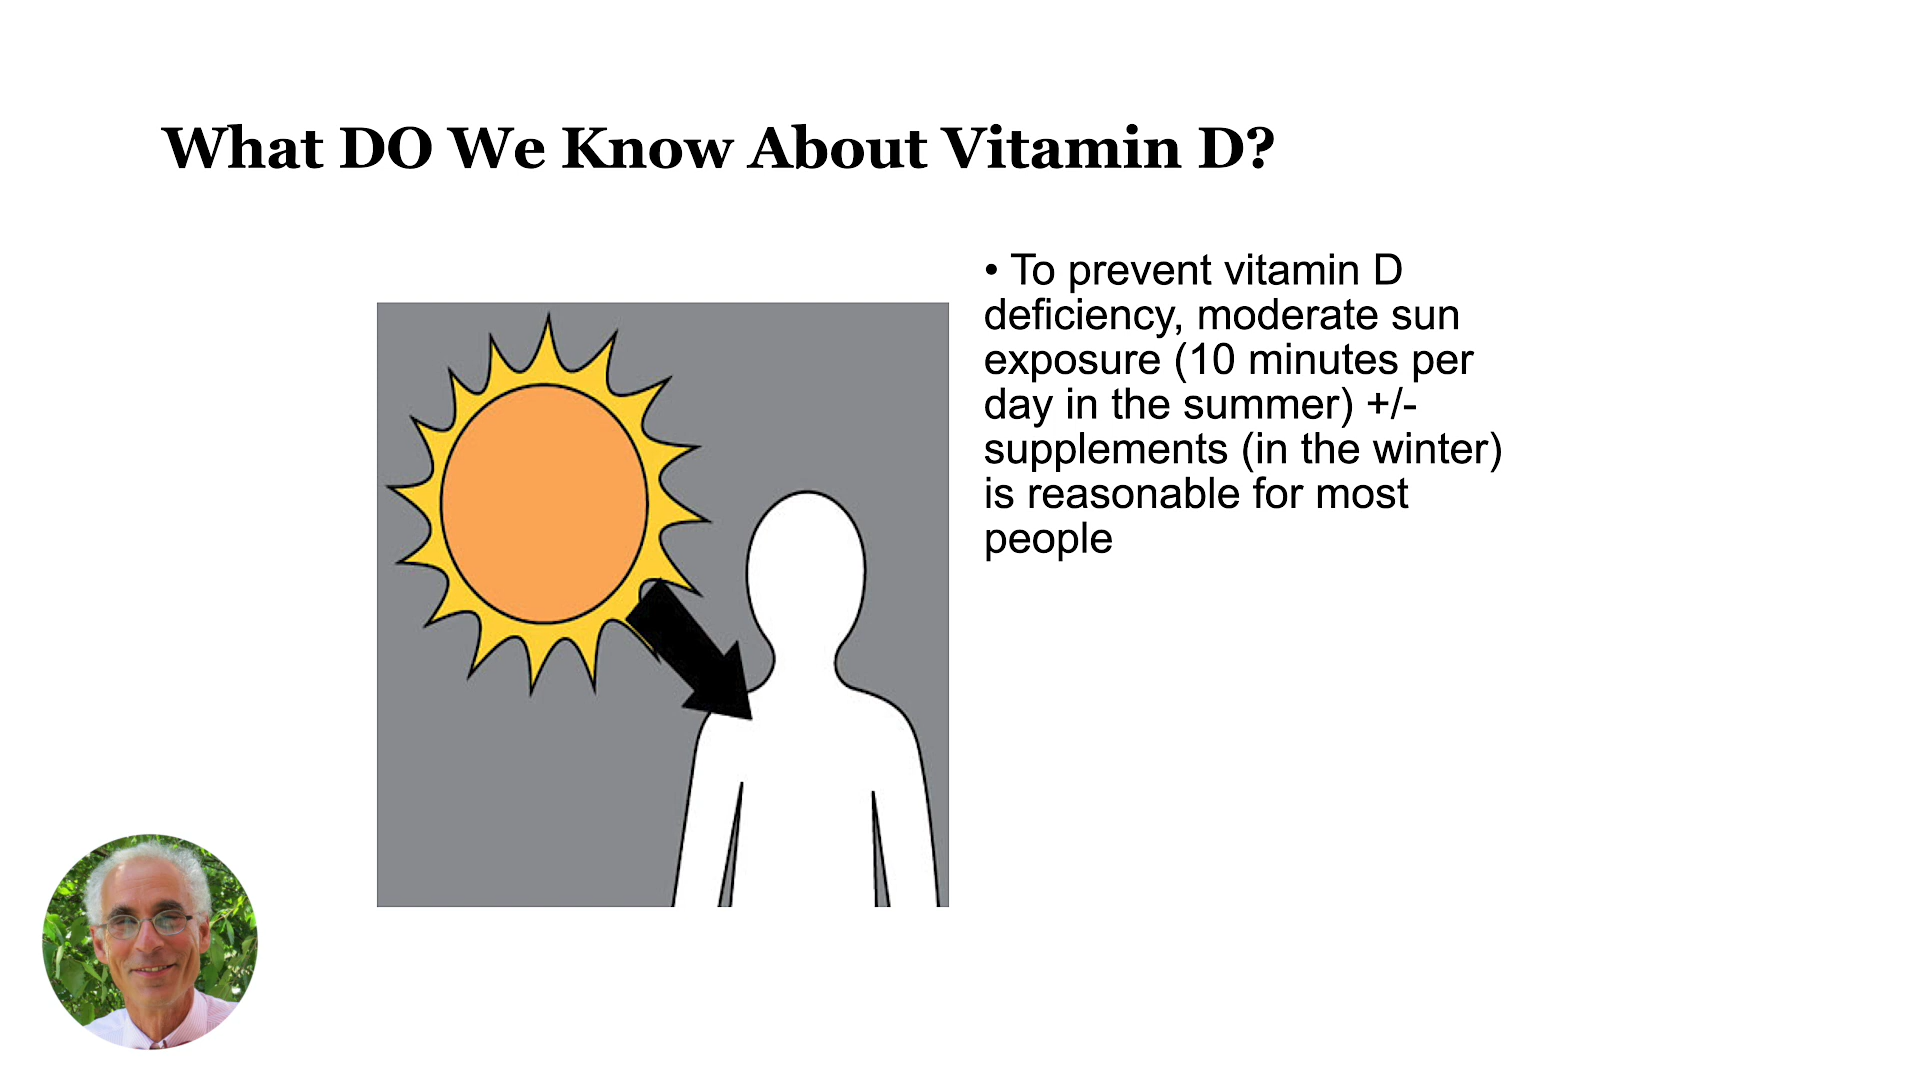 What DO We Know About Vitamin D?
• To prevent vitamin D
deficiency, moderate sun
exposure (10 minutes per
day in the summer) +/-
supplements (in the winter)
is reasonable for most
people